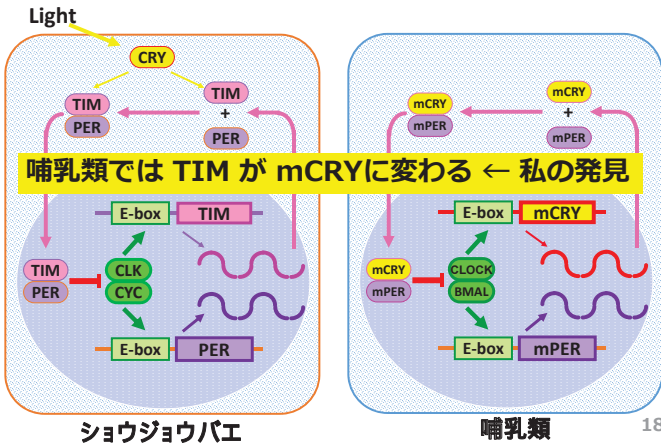 Light
CRY
TIM
PER
TIM
+
PER
mCRY
mPER
mCRY
+
mPER
哺乳類では TIM が mCRYに変わる ← 私の発見
E-box
TIM
TIM
PER
CLK
CYC
E-box
PER
E-box
mCRY
mCRY
mPER
CLOCK
BMAL
E-box
mPER
ショウジョウバエ
哺乳類
18